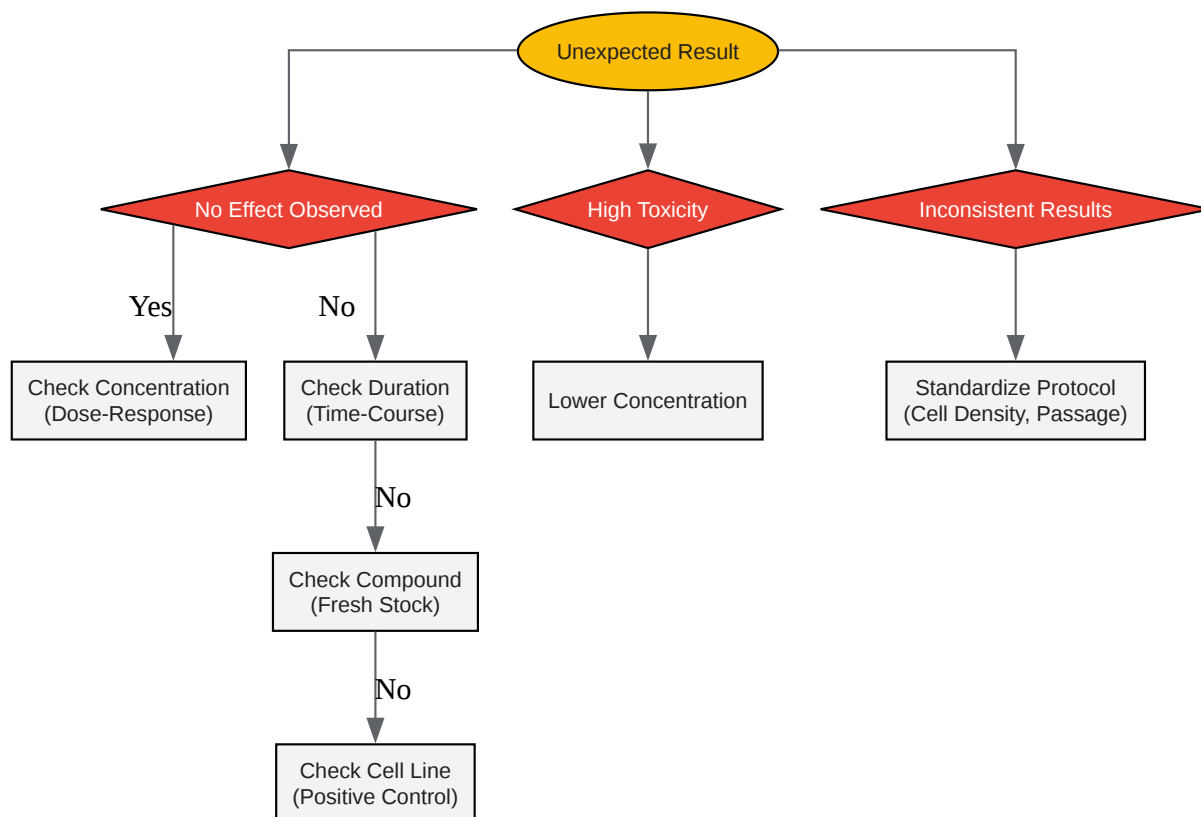 Unexpected Result
No Effect Observed
High Toxicity
Inconsistent Results
Yes
No
Check Concentration
(Dose-Response)
Check Duration
(Time-Course)
Lower Concentration
Standardize Protocol
(Cell Density, Passage)
No
Check Compound
(Fresh Stock)
No
Check Cell Line
(Positive Control)